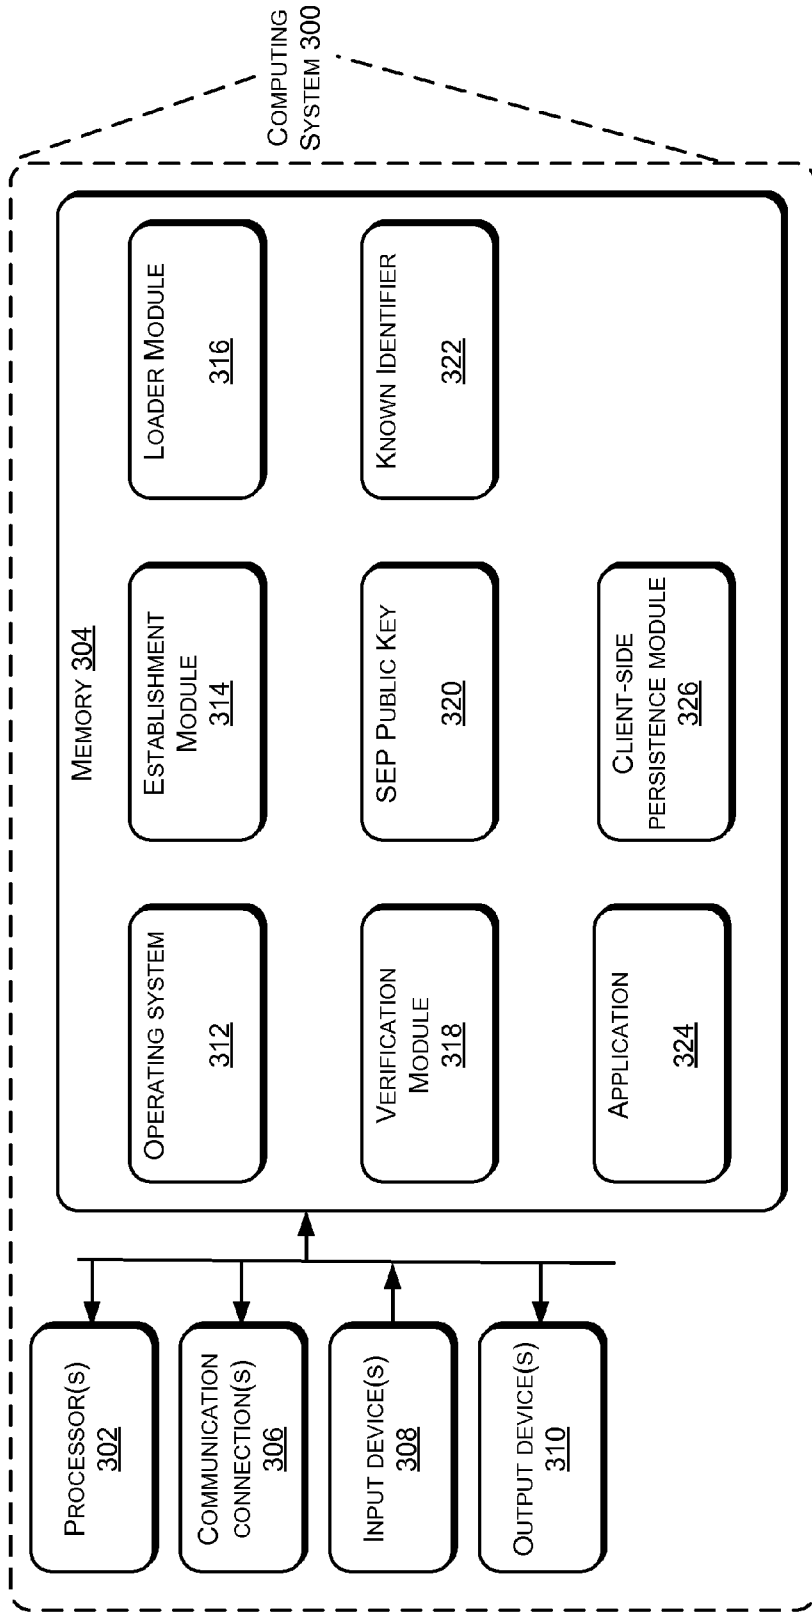 COMPUTING
SYSTEM 300
PROCESSOR(S)
302
COMMUNICATION
CONNECTION(S)
306
INPUT DEVICE(S)
308
OUTPUT DEVICE(S)
310
MEMORY 304
OPERATING SYSTEM
312
ESTABLISHMENT
MODULE
314
LOADER MODULE
316
VERIFICATION
MODULE
318
SEP PUBLIC KEY
320
KNOWN IDENTIFIER
322
APPLICATION
324
CLIENT-SIDE
PERSISTENCE MODULE
326